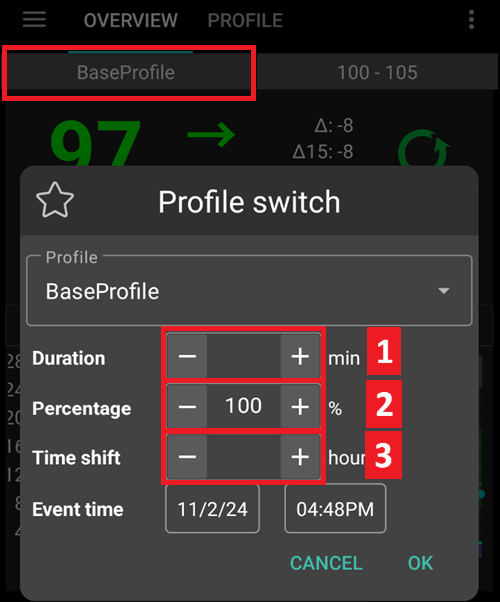 OVERVIEW PROFILE
BaseProfile 100 - 105
97 Δ: -8
Δ15: -8
Profile switch
Profile
BaseProfile
Duration − + min 1
Percentage − 100 + % 2
Time shift − + hour 3
Event time 11/2/24 04:48PM
CANCEL OK